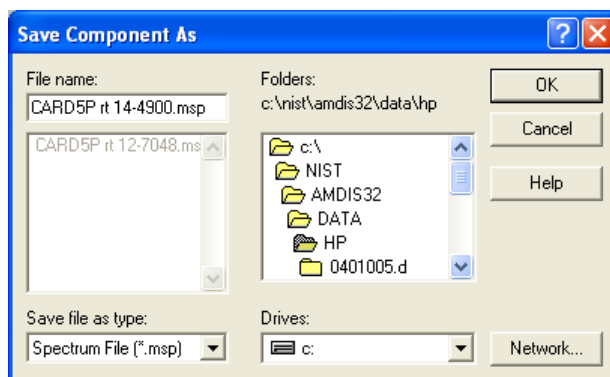 Save Component As
?
File name:
CARD5P rt 14-4900.msp
CARD5P rt 12-7048.ms
Folders:
c:\nist\amdis32\data\hp
c:\
NIST
AMDIS32
DATA
HP
0401005.d
OK
Cancel
Help
Save file as type:
Spectrum File (*.msp)
Drives:
c:
Network...